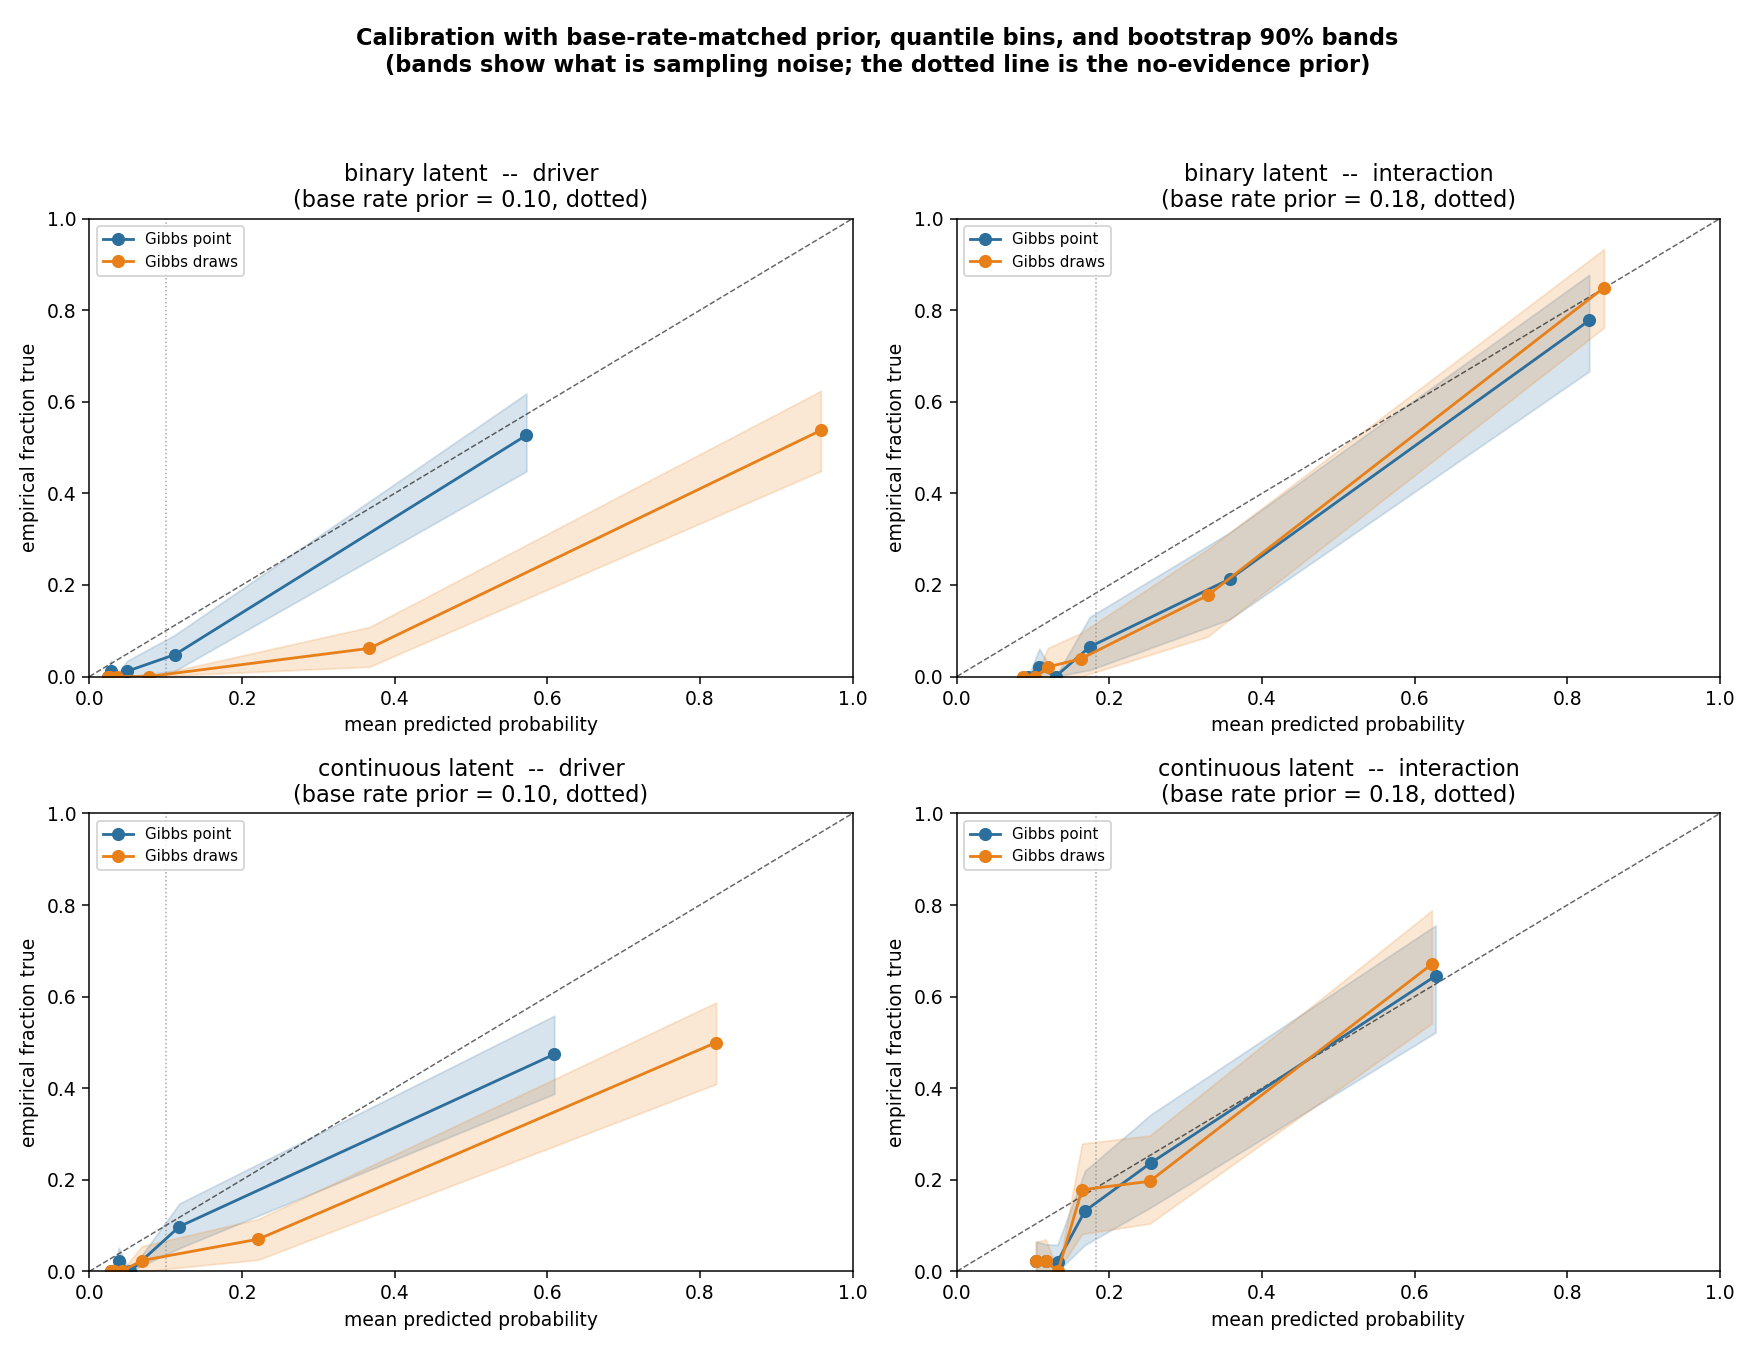 Calibration with base-rate-matched prior, quantile bins, and bootstrap 90% bands
(bands show what is sampling noise; the dotted line is the no-evidence prior)
binary latent -- driver
(base rate prior = 0.10, dotted)
1.0
0.8
0.6
0.4
0.2
0.0
empirical fraction true
Gibbs point
Gibbs draws
0.0 0.2 0.4 0.6 0.8 1.0
mean predicted probability
binary latent -- interaction
(base rate prior = 0.18, dotted)
1.0
0.8
0.6
0.4
0.2
0.0
empirical fraction true
Gibbs point
Gibbs draws
0.0 0.2 0.4 0.6 0.8 1.0
mean predicted probability
continuous latent -- driver
(base rate prior = 0.10, dotted)
1.0
0.8
0.6
0.4
0.2
0.0
empirical fraction true
Gibbs point
Gibbs draws
0.0 0.2 0.4 0.6 0.8 1.0
mean predicted probability
continuous latent -- interaction
(base rate prior = 0.18, dotted)
1.0
0.8
0.6
0.4
0.2
0.0
empirical fraction true
Gibbs point
Gibbs draws
0.0 0.2 0.4 0.6 0.8 1.0
mean predicted probability